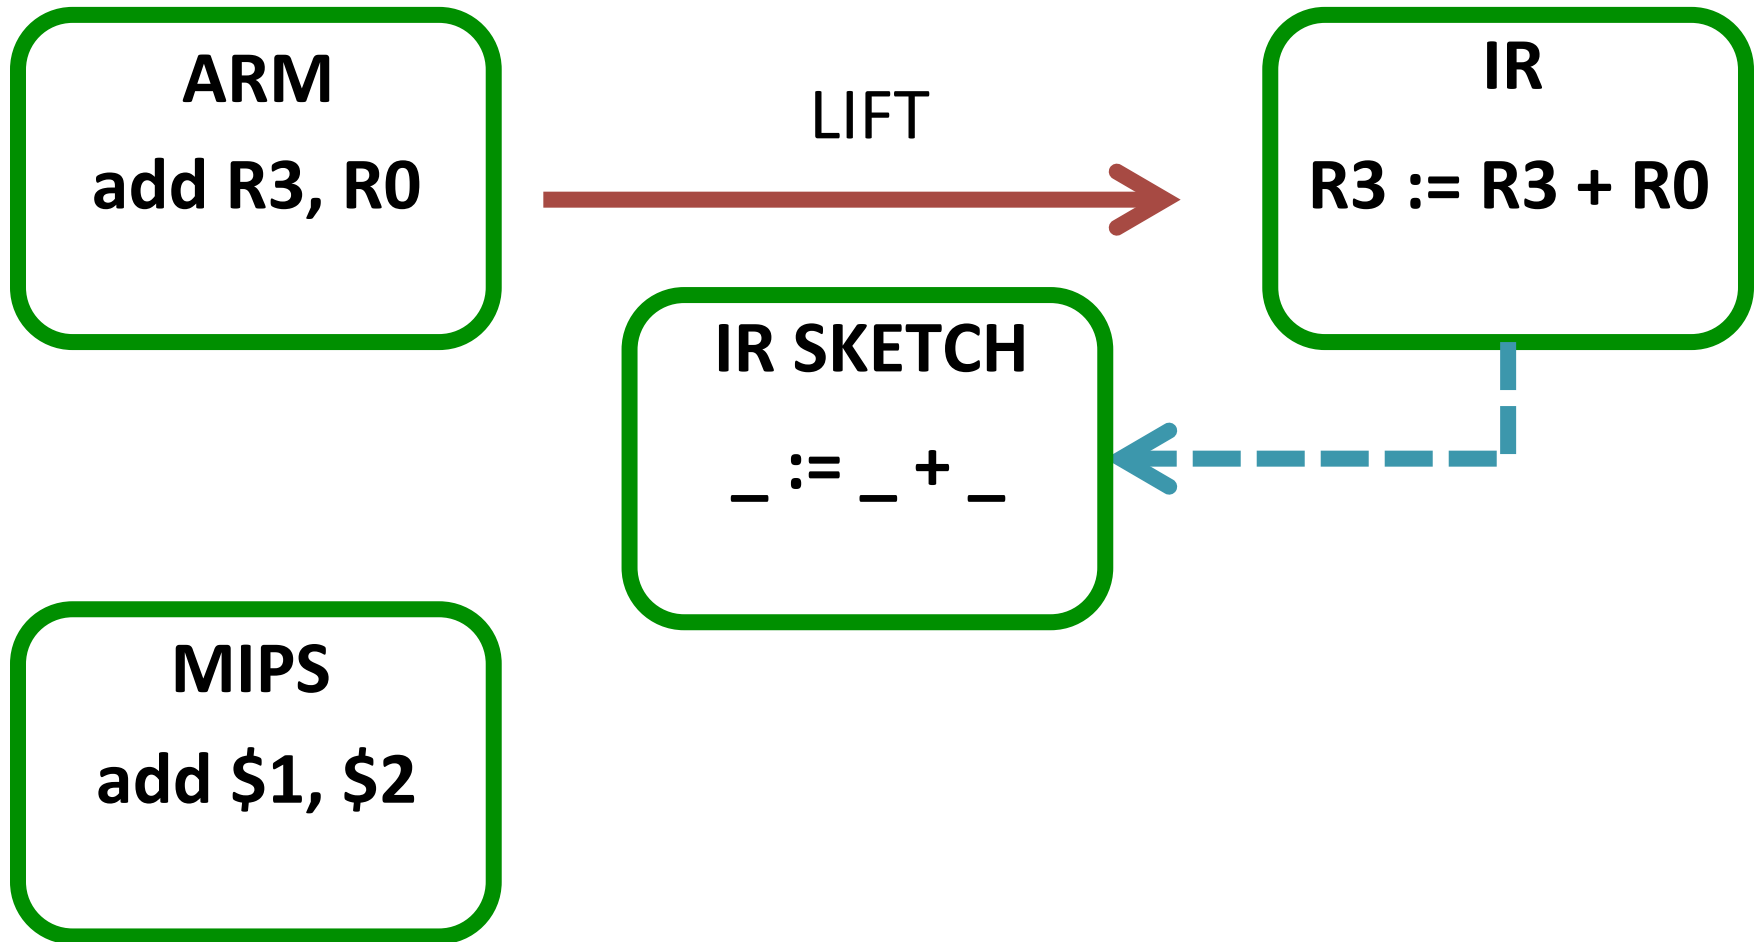 ARM
add R3, R0
LIFT
IR
R3 := R3 + R0
IR SKETCH
_ := _ + _
MIPS
add $1, $2